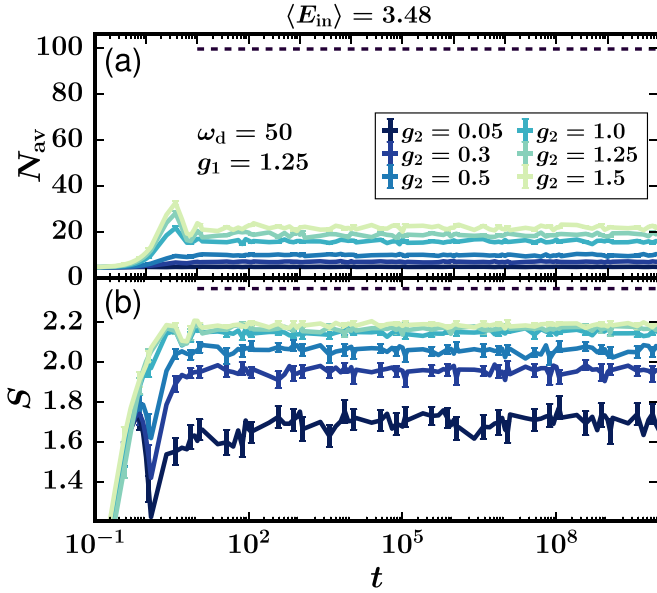 ⟨E_in⟩ = 3.48
(a)
100
80
60
40
20
0
N_av
ω_d = 50
g_1 = 1.25
g_2 = 0.05
g_2 = 0.3
g_2 = 0.5
g_2 = 1.0
g_2 = 1.25
g_2 = 1.5
(b)
2.2
2.0
1.8
1.6
1.4
S
10^−1
10^2
10^5
10^8
t